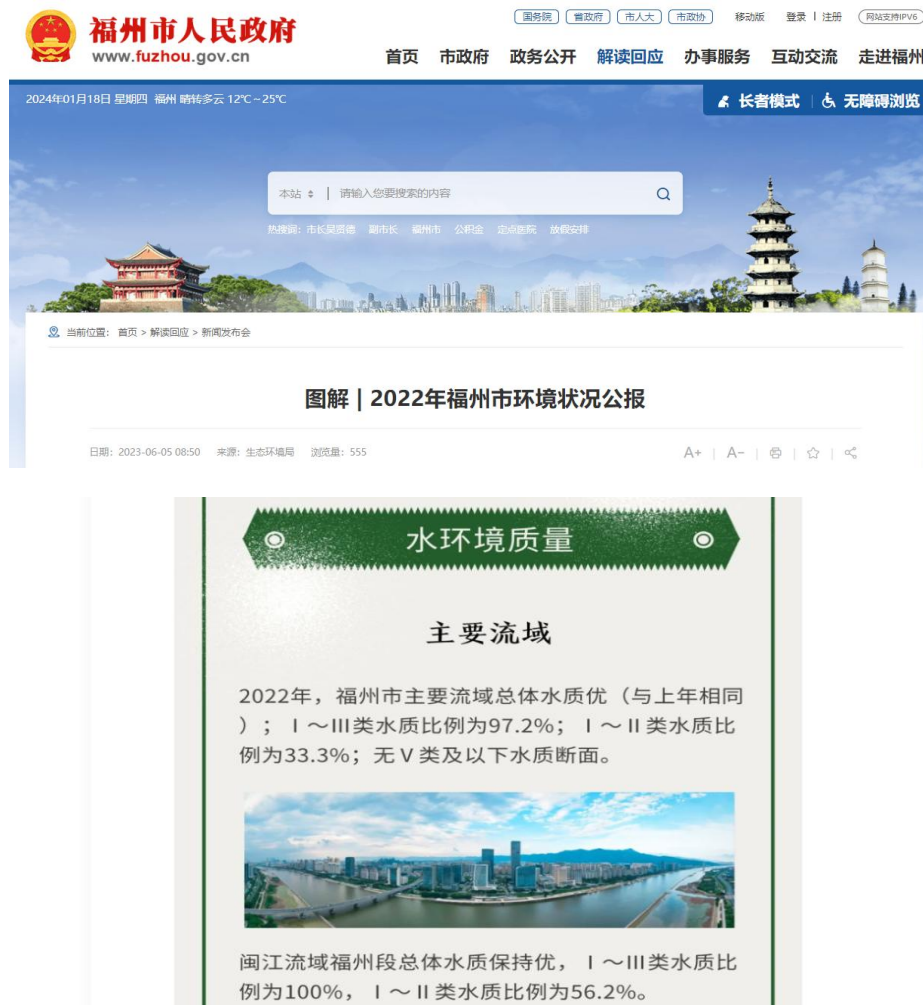 国务院 省政府 市人大 市政协 移动版 登录 | 注册 网站支持IPV6
福州市人民政府
www.fuzhou.gov.cn
首页 市政府 政务公开 解读回应 办事服务 互动交流 走进福州
2024年01月18日 星期四 福州 晴转多云 12℃~25℃
长者模式 | 无障碍浏览
本站 | 请输入您要搜索的内容
热搜词: 市长吴贤德 副市长 福州市 公积金 定点医院 放假安排
当前位置: 首页 > 解读回应 > 新闻发布会
图解 | 2022年福州市环境状况公报
日期: 2023-06-05 08:50 来源: 生态环境局 浏览量: 555
A+ | A-
水环境质量
主要流域
2022年，福州市主要流域总体水质优（与上年相同
）；Ⅰ～III类水质比例为97.2%；Ⅰ～Ⅱ类水质比
例为33.3%；无Ⅴ类及以下水质断面。
闽江流域福州段总体水质保持优，Ⅰ～III类水质比
例为100%，Ⅰ～Ⅱ类水质比例为56.2%。